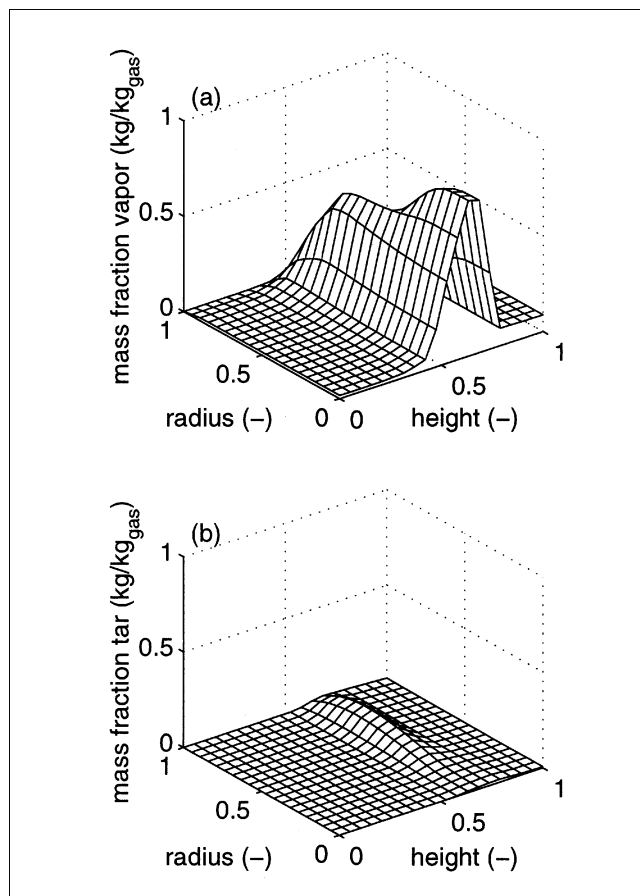 (a)
mass fraction vapor (kg/kg_gas)
1
0.5
0
1
0.5
0
radius (–)
0
0.5
1
height (–)
(b)
mass fraction tar (kg/kg_gas)
1
0.5
0
1
0.5
0
radius (–)
0
0.5
1
height (–)